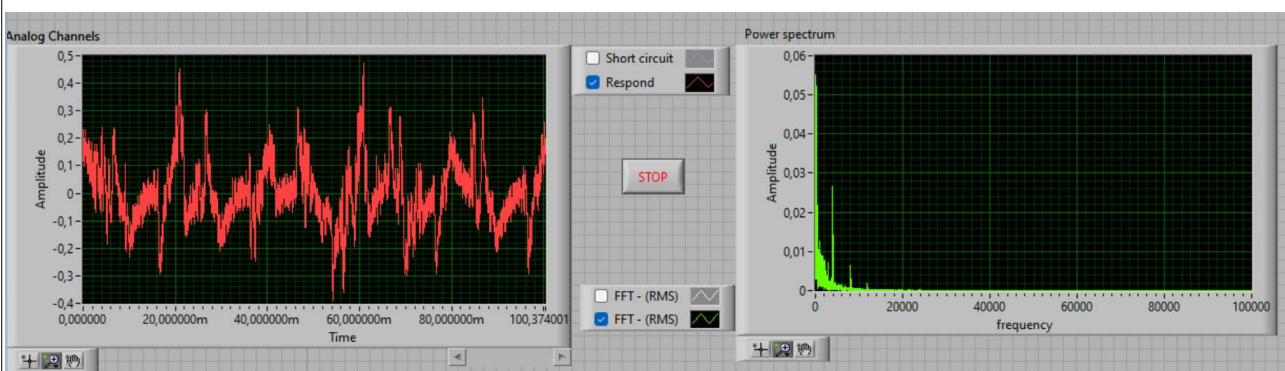 Analog Channels
0,5
0,4
0,3
0,2
0,1
0
-0,1
-0,2
-0,3
-0,4
Amplitude
0,000000 20,000000m 40,000000m 60,000000m 80,000000m 100,374001
Time
Short circuit
Respond
STOP
FFT - (RMS)
FFT - (RMS)
Power spectrum
0,06
0,05
0,04
0,03
0,02
0,01
0
Amplitude
0 20000 40000 60000 80000 100000
frequency